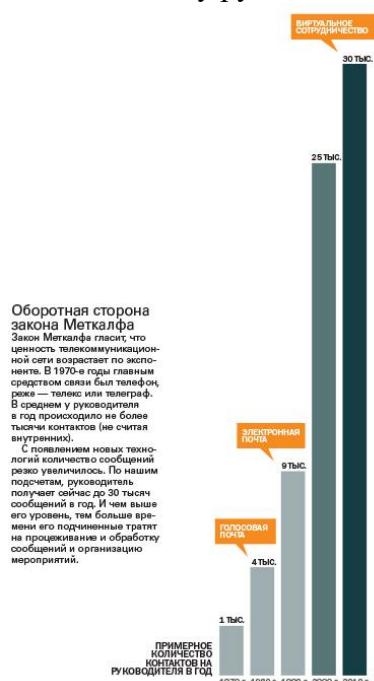 ВИРТУАЛЬНОЕ
СОТРУДНИЧЕСТВО
30 ТЫС.
25 ТЫС.
Оборотная сторона
закона Меткалфа
Закон Меткалфа гласит, что
ценность телекоммуникацион-
ной сети возрастает по экспо-
ненте. В 1970-е годы главным
средством связи был телефон,
реже — телекс или телеграф.
В среднем у руководителя
в год происходило не более
тысячи контактов (не считая
внутренних).
С появлением новых техно-
логий количество сообщений
резко увеличилось. По нашим
подсчетам, руководитель
получает сейчас до 30 тысяч
сообщений в год. И чем выше
его уровень, тем больше вре-
мени его подчиненные тратят
на процеживание и обработку
сообщений и организацию
мероприятий.
ЭЛЕКТРОННАЯ
ПОЧТА
9 ТЫС.
ГОЛОСОВАЯ
ПОЧТА
4 ТЫС.
1 ТЫС.
ПРИМЕРНОЕ
КОЛИЧЕСТВО
КОНТАКТОВ НА
РУКОВОДИТЕЛЯ В ГОД